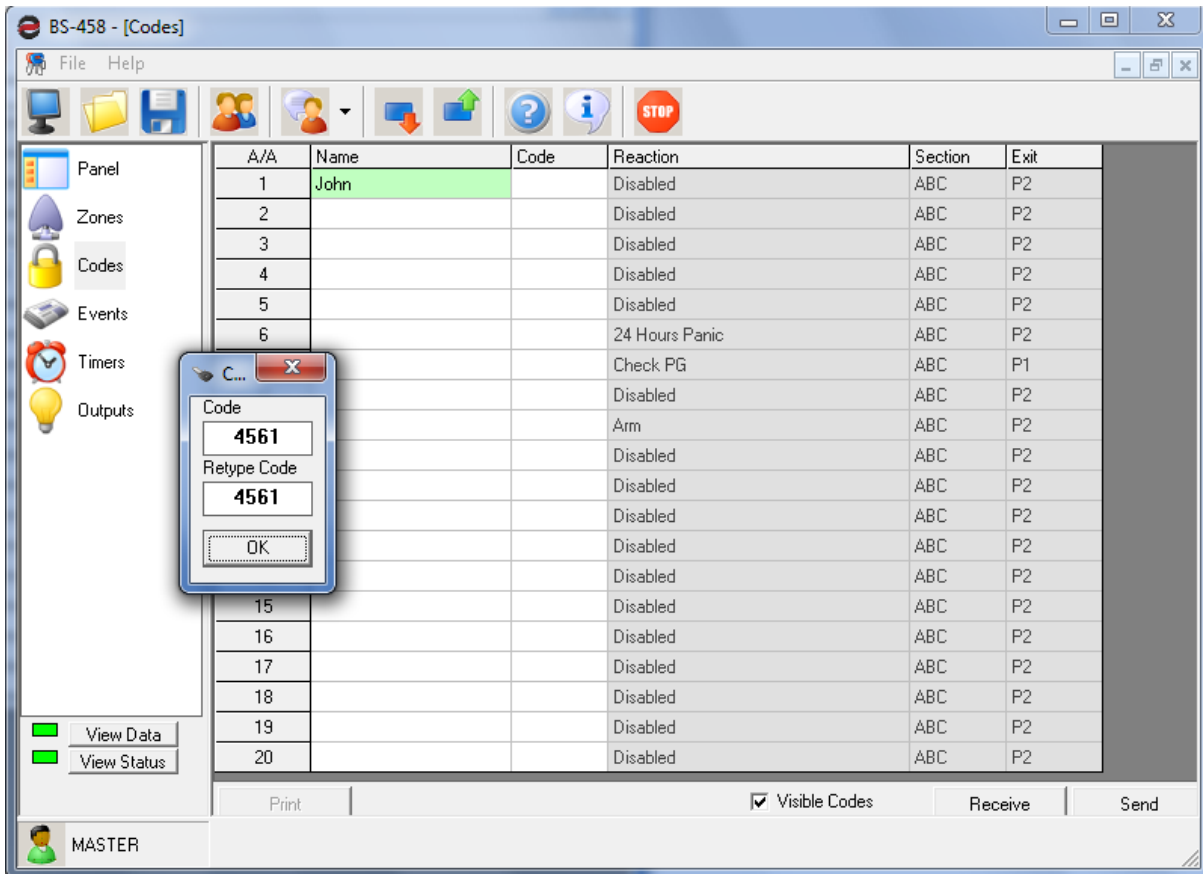 BS-458 - [Codes]
File Help
STOP
Panel
Zones
Codes
Events
Timers
Outputs
A/A Name Code Reaction Section Exit
1 John Disabled ABC P2
2 Disabled ABC P2
3 Disabled ABC P2
4 Disabled ABC P2
5 Disabled ABC P2
6 24 Hours Panic ABC P2
Check PG ABC P1
Disabled ABC P2
Arm ABC P2
Disabled ABC P2
Disabled ABC P2
Disabled ABC P2
Disabled ABC P2
Disabled ABC P2
15 Disabled ABC P2
16 Disabled ABC P2
17 Disabled ABC P2
18 Disabled ABC P2
19 Disabled ABC P2
20 Disabled ABC P2
C...
Code
4561
Retype Code
4561
OK
View Data
View Status
Print Visible Codes Receive Send
MASTER